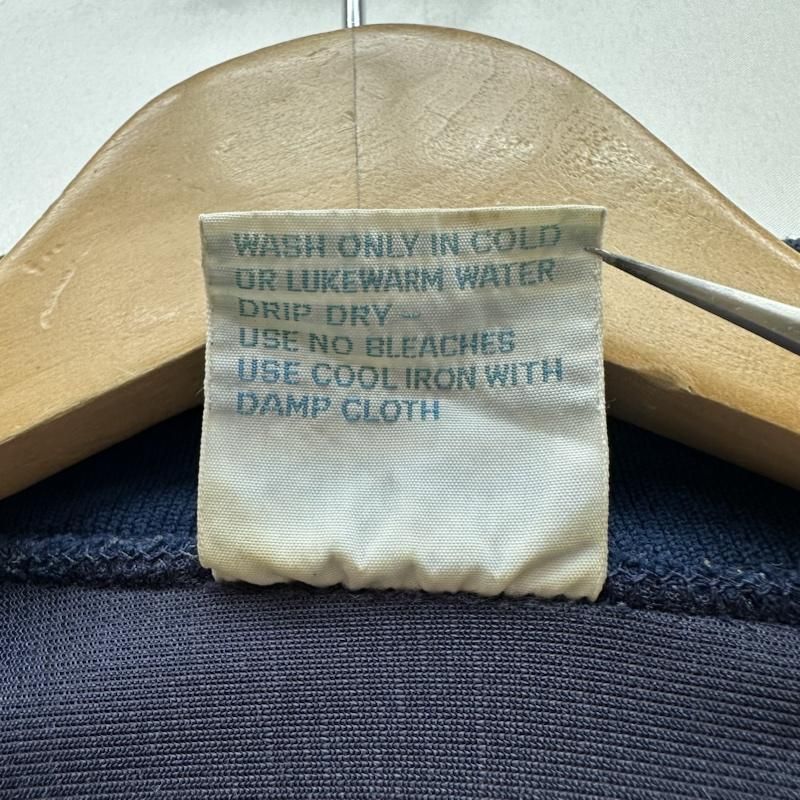 WASH ONLY IN COLD
OR LUKEWARM WATER
DRIP DRY –
USE NO BLEACHES
USE COOL IRON WITH
DAMP CLOTH